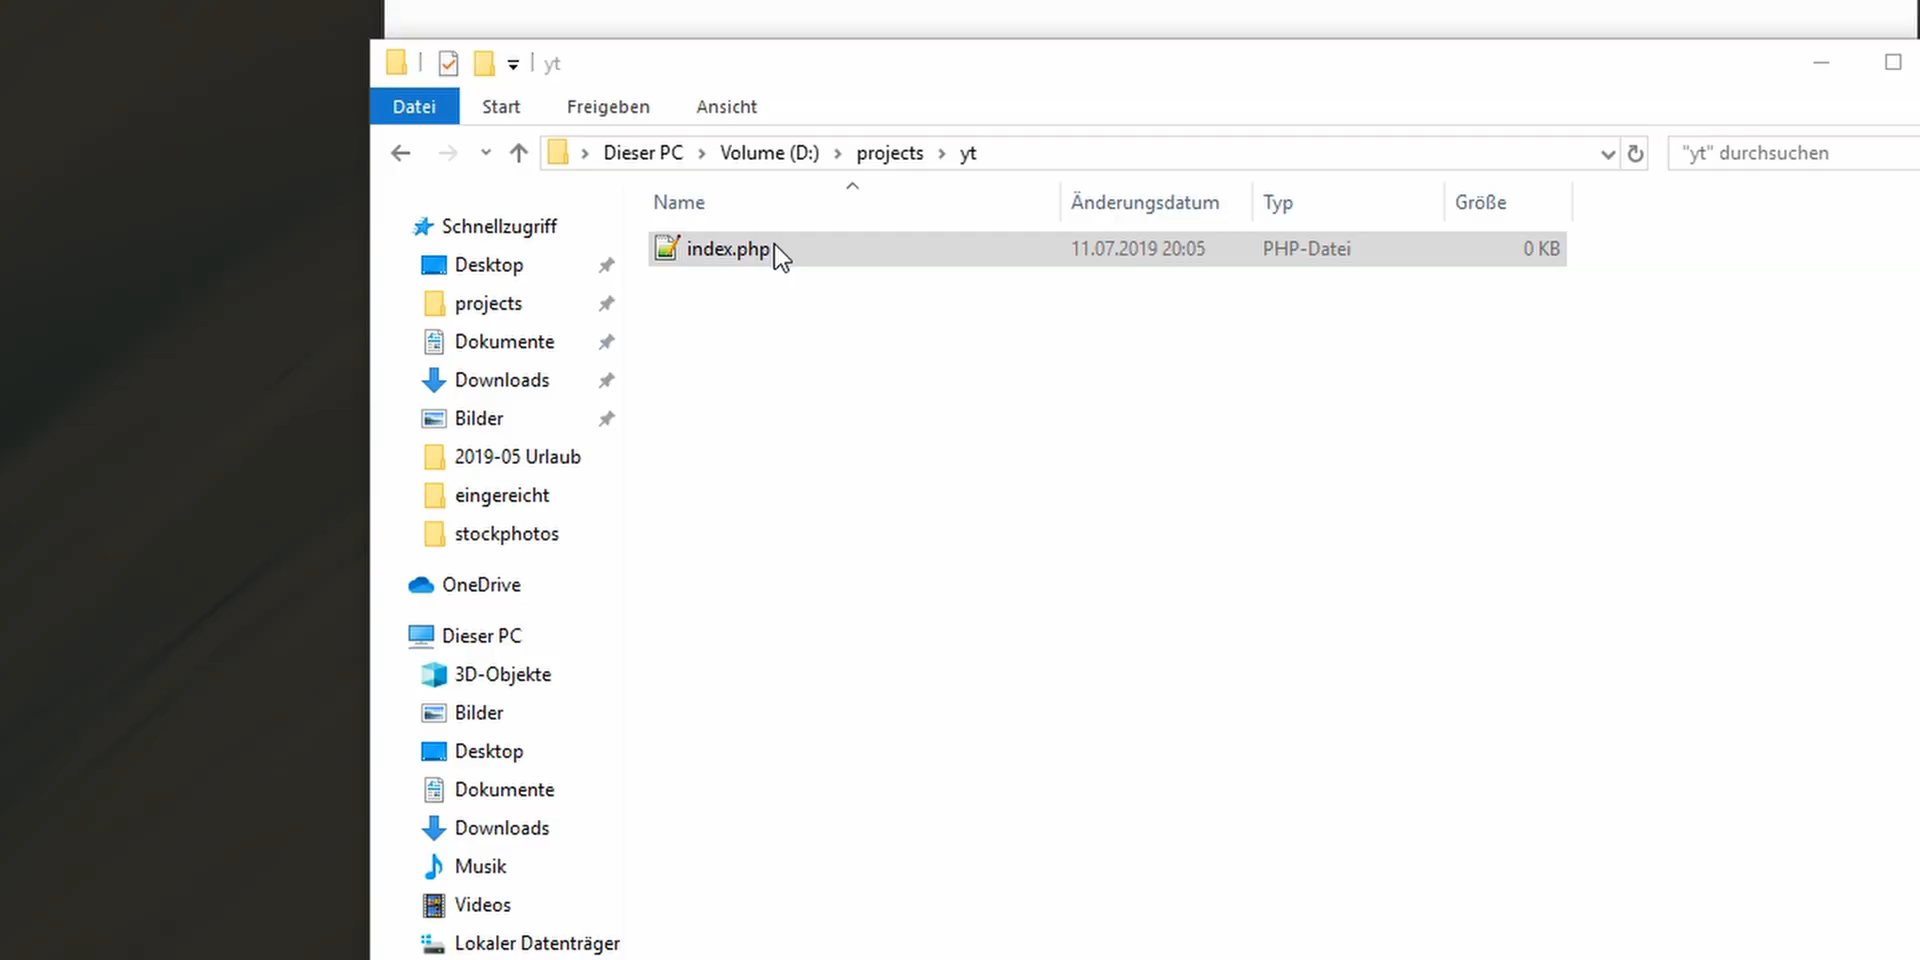 yt
Datei Start Freigeben Ansicht
Dieser PC Volume (D:) projects yt
"yt" durchsuchen
Name Änderungsdatum Typ Größe
index.php 11.07.2019 20:05 PHP-Datei 0 KB
Schnellzugriff
Desktop
projects
Dokumente
Downloads
Bilder
2019-05 Urlaub
eingereicht
stockphotos
OneDrive
Dieser PC
3D-Objekte
Bilder
Desktop
Dokumente
Downloads
Musik
Videos
Lokaler Datenträger